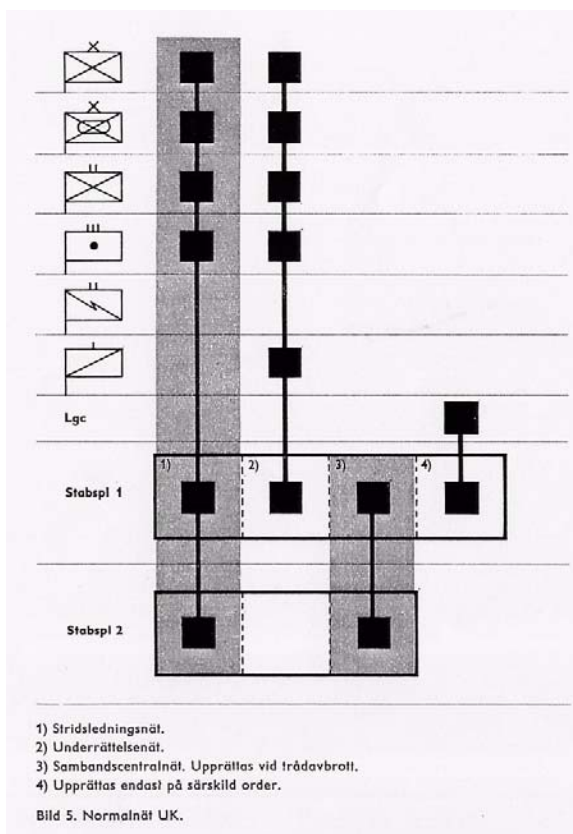 Lgc
1) 2) 3) 4)
Stabspl 1
Stabspl 2
1) Stridsledningsnät.
2) Underrättelsenät.
3) Sambandscentralnät. Upprättas vid trådavbrott.
4) Upprättas endast på särskild order.
Bild 5. Normalnät UK.